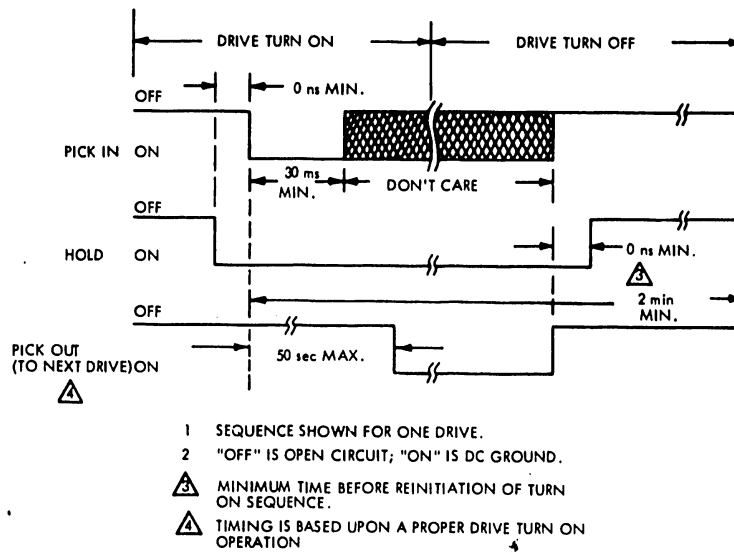 DRIVE TURN ON DRIVE TURN OFF
0 ns MIN.
OFF
PICK IN ON
30 ms
MIN. DON'T CARE
OFF
HOLD ON
0 ns MIN.
3
OFF
2 min
MIN.
PICK OUT
(TO NEXT DRIVE) ON
50 sec MAX.
4
1 SEQUENCE SHOWN FOR ONE DRIVE.
2 "OFF" IS OPEN CIRCUIT; "ON" IS DC GROUND.
3 MINIMUM TIME BEFORE REINITIATION OF TURN
ON SEQUENCE.
4 TIMING IS BASED UPON A PROPER DRIVE TURN ON
OPERATION